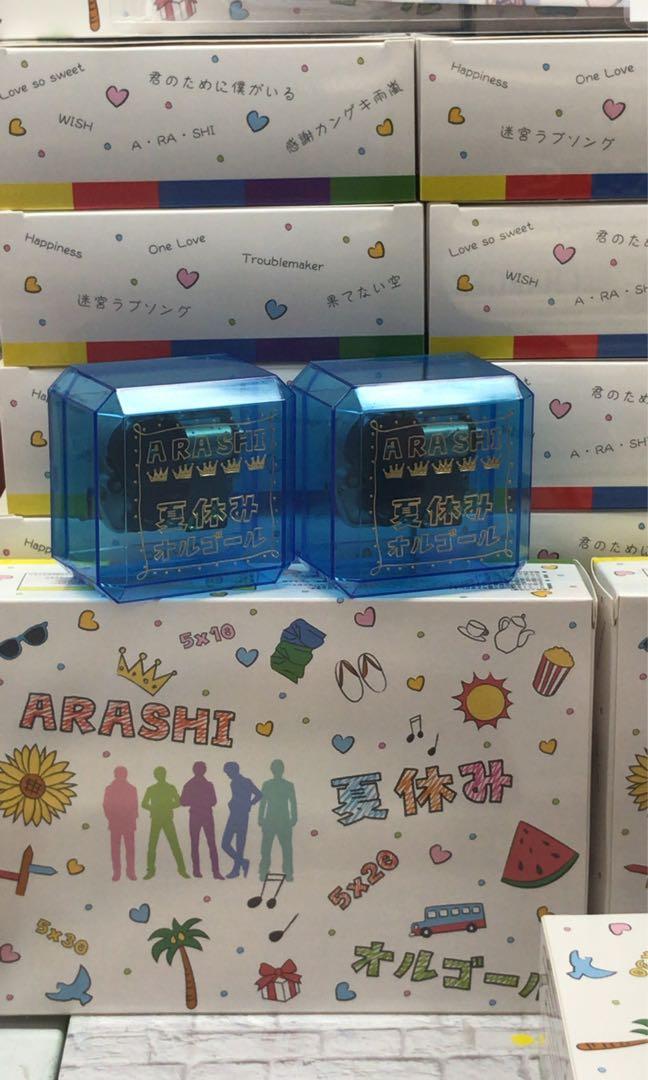 Love so sweet
君のために僕がいる
WISH
A・RA・SHI
感謝カンゲキ雨嵐
Happiness
One Love
迷宮ラブソング
Happiness
One Love
Troublemaker
迷宮ラブソング
果てない空
Love so sweet
君のため
WISH
A・RA・SH
君のた
A・RA・SH
Happ
君のために
ARASHI
夏休み
オルゴール
ARASHI
夏休み
オルゴール
5x10
ARASHI
夏休み
5x20
5x30
オルゴール